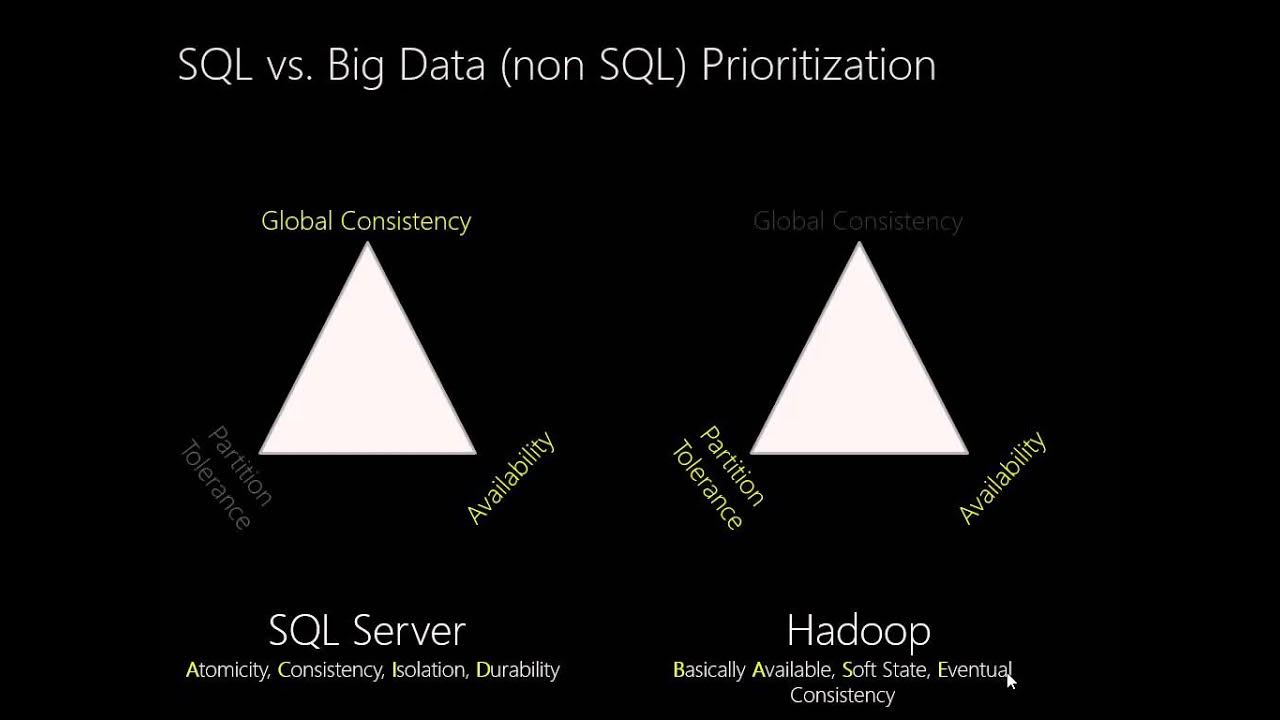 SQL vs. Big Data (non SQL) Prioritization
Global Consistency
Partition
Tolerance
Availability
Global Consistency
Partition
Tolerance
Availability
SQL Server
Atomicity, Consistency, Isolation, Durability
Hadoop
Basically Available, Soft State, Eventual
Consistency